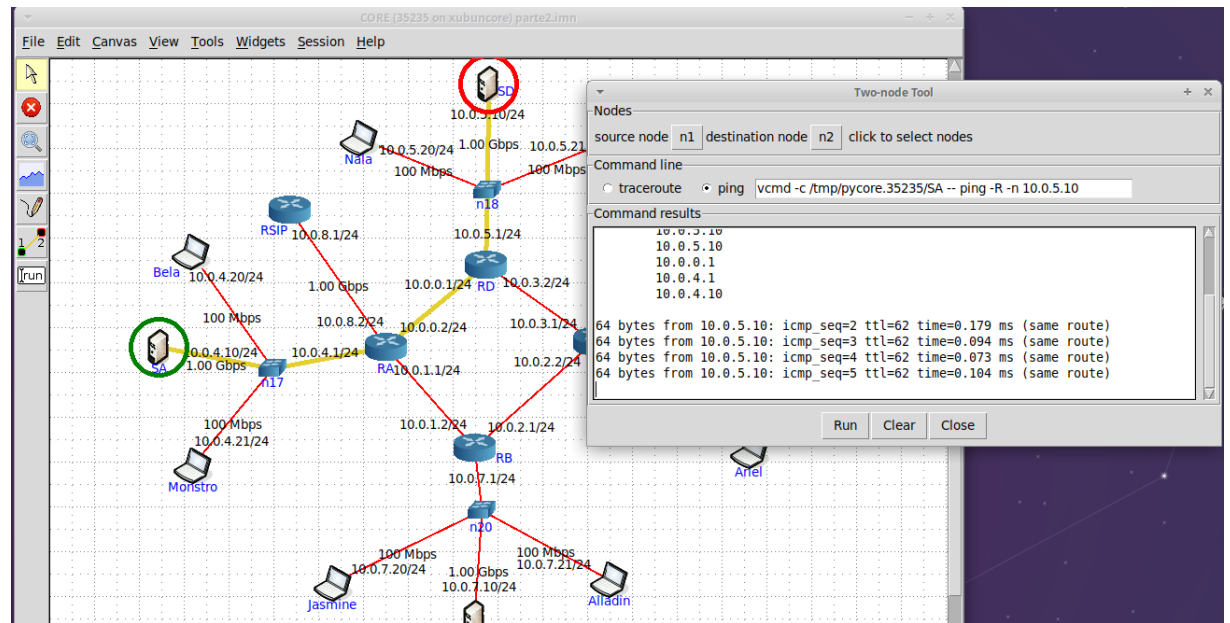 CORE (35235 on xubuncore) parte2.imn
File Edit Canvas View Tools Widgets Session Help
SD
10.0.5.10/24
Nala
10.0.5.20/24
1.00 Gbps
10.0.5.21
100 Mbps
100 Mbps
n18
RSIP
10.0.8.1/24
10.0.5.1/24
Bela
10.0.4.20/24
1.00 Gbps
10.0.0.1/24
RD
10.0.3.2/24
100 Mbps
10.0.8.2/24
10.0.0.2/24
10.0.3.1/24
SA
10.0.4.10/24
1.00 Gbps
n17
10.0.4.1/24
RA
10.0.1.1/24
10.0.2.2/24
100 Mbps
10.0.4.21/24
Monstro
10.0.1.2/24
10.0.2.1/24
RB
10.0.7.1/24
Ariel
n20
100 Mbps
10.0.7.20/24
Jasmine
1.00 Gbps
10.0.7.10/24
100 Mbps
10.0.7.21/24
Alladin
1 2
run
Two-node Tool
Nodes
source node n1 destination node n2 click to select nodes
Command line
traceroute ping vcmd -c /tmp/pycore.35235/SA -- ping -R -n 10.0.5.10
Command results
10.0.5.10
10.0.5.10
10.0.0.1
10.0.4.1
10.0.4.10
64 bytes from 10.0.5.10: icmp_seq=2 ttl=62 time=0.179 ms (same route)
64 bytes from 10.0.5.10: icmp_seq=3 ttl=62 time=0.094 ms (same route)
64 bytes from 10.0.5.10: icmp_seq=4 ttl=62 time=0.073 ms (same route)
64 bytes from 10.0.5.10: icmp_seq=5 ttl=62 time=0.104 ms (same route)
Run Clear Close